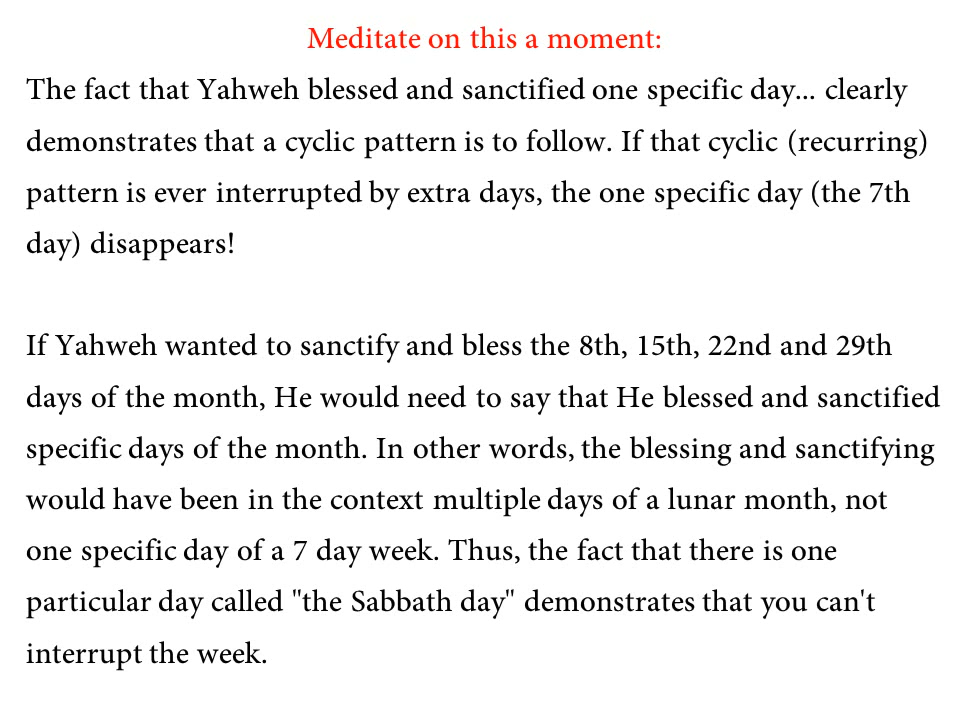 Meditate on this a moment:
The fact that Yahweh blessed and sanctified one specific day... clearly
demonstrates that a cyclic pattern is to follow. If that cyclic (recurring)
pattern is ever interrupted by extra days, the one specific day (the 7th
day) disappears!
If Yahweh wanted to sanctify and bless the 8th, 15th, 22nd and 29th
days of the month, He would need to say that He blessed and sanctified
specific days of the month. In other words, the blessing and sanctifying
would have been in the context multiple days of a lunar month, not
one specific day of a 7 day week. Thus, the fact that there is one
particular day called "the Sabbath day" demonstrates that you can't
interrupt the week.